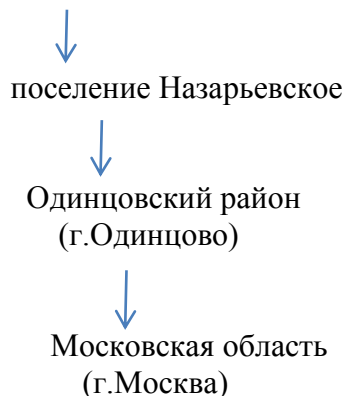 поселение Назарьевское
Одинцовский район
(г.Одинцово)
Московская область
(г.Москва)